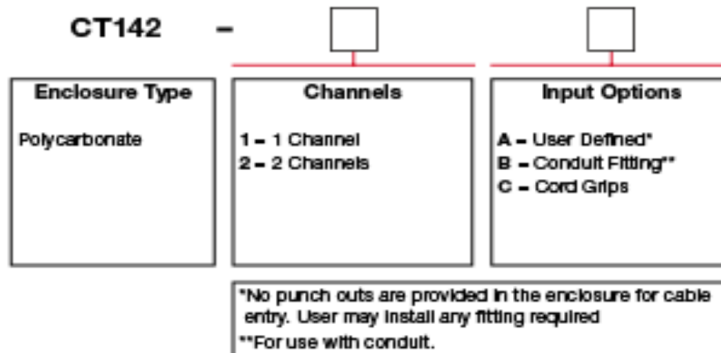 CT142 –
Enclosure Type
Polycarbonate
Channels
1 – 1 Channel
2 – 2 Channels
Input Options
A – User Defined*
B – Conduit Fitting**
C – Cord Grips
*No punch outs are provided in the enclosure for cable
entry. User may install any fitting required
**For use with conduit.